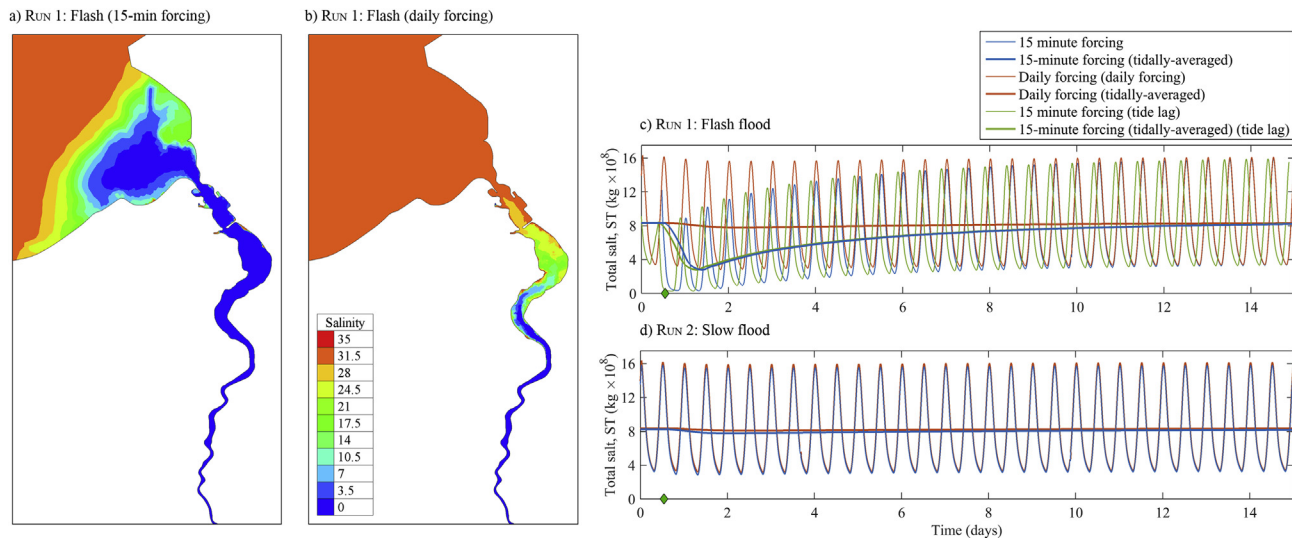 a) RUN 1: Flash (15-min forcing)
b) RUN 1: Flash (daily forcing)
Salinity
35
31.5
28
24.5
21
17.5
14
10.5
7
3.5
0
15 minute forcing
15-minute forcing (tidally-averaged)
Daily forcing (daily forcing)
Daily forcing (tidally-averaged)
15 minute forcing (tide lag)
15-minute forcing (tidally-averaged) (tide lag)
c) RUN 1: Flash flood
Total salt, ST (kg × 10⁸)
16
12
8
4
0
0 2 4 6 8 10 12 14
d) RUN 2: Slow flood
Total salt, ST (kg × 10⁸)
16
12
8
4
0
0 2 4 6 8 10 12 14
Time (days)